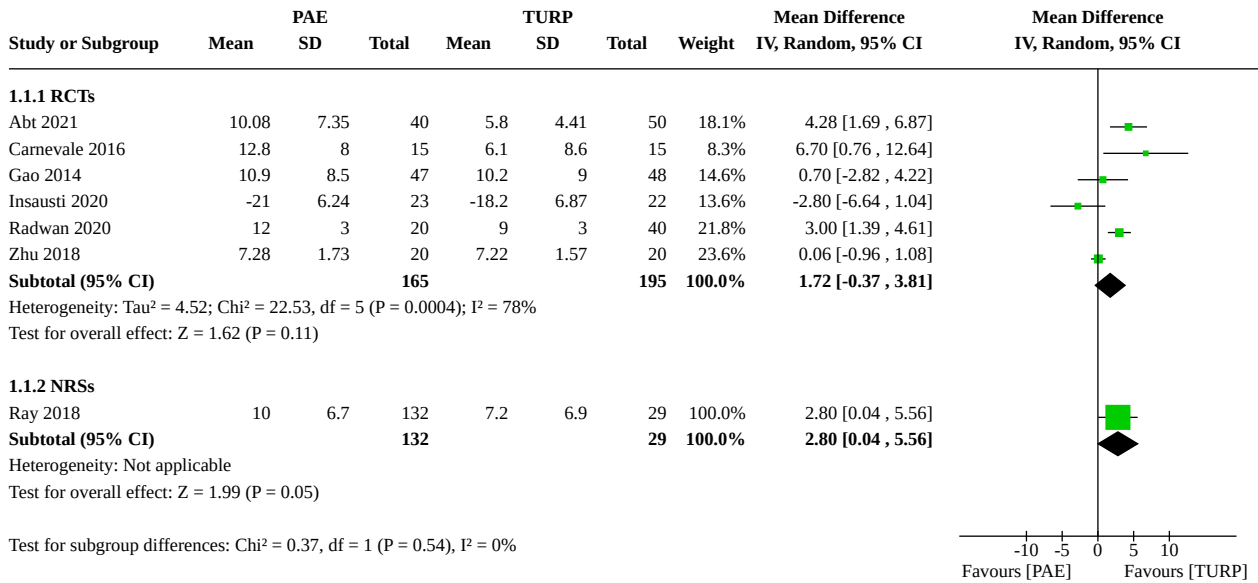 PAE TURP Mean Difference Mean Difference
Study or Subgroup Mean SD Total Mean SD Total Weight IV, Random, 95% CI IV, Random, 95% CI
1.1.1 RCTs
Abt 2021 10.08 7.35 40 5.8 4.41 50 18.1% 4.28 [1.69 , 6.87]
Carnevale 2016 12.8 8 15 6.1 8.6 15 8.3% 6.70 [0.76 , 12.64]
Gao 2014 10.9 8.5 47 10.2 9 48 14.6% 0.70 [-2.82 , 4.22]
Insausti 2020 -21 6.24 23 -18.2 6.87 22 13.6% -2.80 [-6.64 , 1.04]
Radwan 2020 12 3 20 9 3 40 21.8% 3.00 [1.39 , 4.61]
Zhu 2018 7.28 1.73 20 7.22 1.57 20 23.6% 0.06 [-0.96 , 1.08]
Subtotal (95% CI) 165 195 100.0% 1.72 [-0.37 , 3.81]
Heterogeneity: Tau² = 4.52; Chi² = 22.53, df = 5 (P = 0.0004); I² = 78%
Test for overall effect: Z = 1.62 (P = 0.11)
1.1.2 NRSs
Ray 2018 10 6.7 132 7.2 6.9 29 100.0% 2.80 [0.04 , 5.56]
Subtotal (95% CI) 132 29 100.0% 2.80 [0.04 , 5.56]
Heterogeneity: Not applicable
Test for overall effect: Z = 1.99 (P = 0.05)
Test for subgroup differences: Chi² = 0.37, df = 1 (P = 0.54), I² = 0%
-10 -5 0 5 10
Favours [PAE] Favours [TURP]